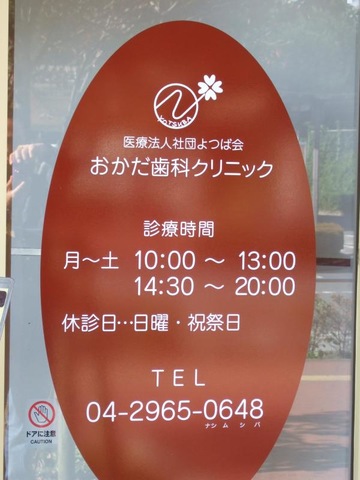 YOTSUBA
医療法人社団よつば会
おかだ歯科クリニック
診療時間
月～土 10:00 ～ 13:00
14:30 ～ 20:00
休診日…日曜・祝祭日
TEL
04-2965-0648
ナシ ム シ バ
ドアに注意
CAUTION